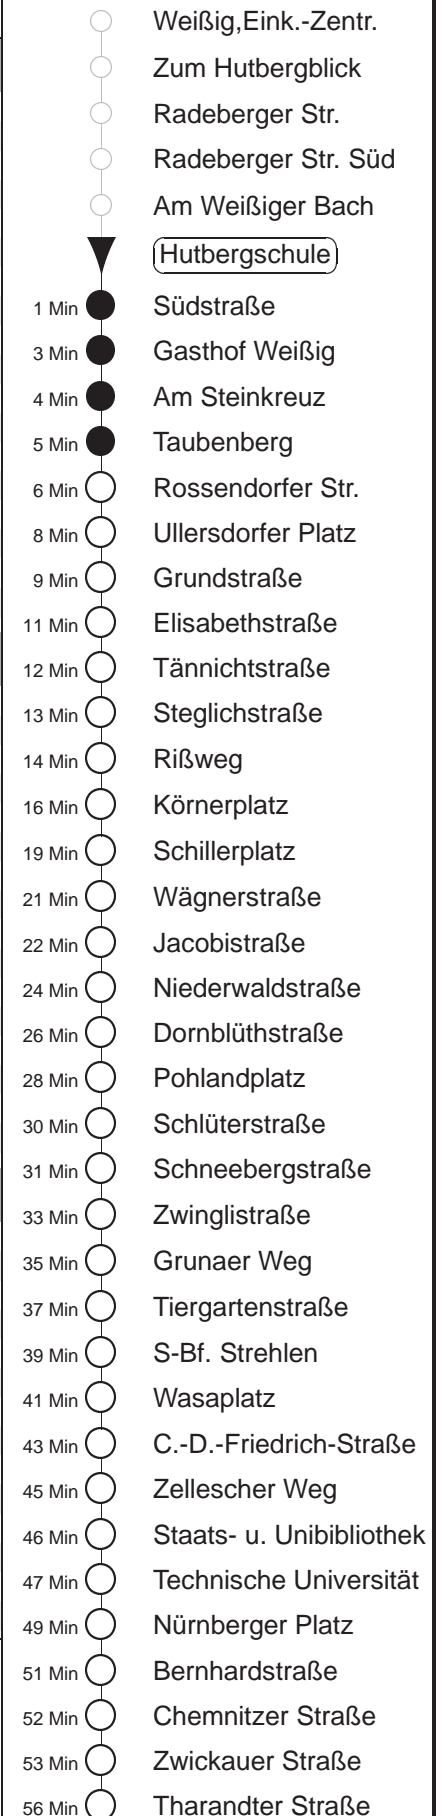 Weißig,Eink.-Zentr.
Zum Hutbergblick
Radeberger Str.
Radeberger Str. Süd
Am Weißiger Bach
Hutbergschule
1 Min Südstraße
3 Min Gasthof Weißig
4 Min Am Steinkreuz
5 Min Taubenberg
6 Min Rossendorfer Str.
8 Min Ullersdorfer Platz
9 Min Grundstraße
11 Min Elisabethstraße
12 Min Tännichtstraße
13 Min Steglichstraße
14 Min Rißweg
16 Min Körnerplatz
19 Min Schillerplatz
21 Min Wägnerstraße
22 Min Jacobistraße
24 Min Niederwaldstraße
26 Min Dornblüthstraße
28 Min Pohlandplatz
30 Min Schlüterstraße
31 Min Schneebergstraße
33 Min Zwinglistraße
35 Min Grunaer Weg
37 Min Tiergartenstraße
39 Min S-Bf. Strehlen
41 Min Wasaplatz
43 Min C.-D.-Friedrich-Straße
45 Min Zellescher Weg
46 Min Staats- u. Unibibliothek
47 Min Technische Universität
49 Min Nürnberger Platz
51 Min Bernhardstraße
52 Min Chemnitzer Straße
53 Min Zwickauer Straße
56 Min Tharandter Straße